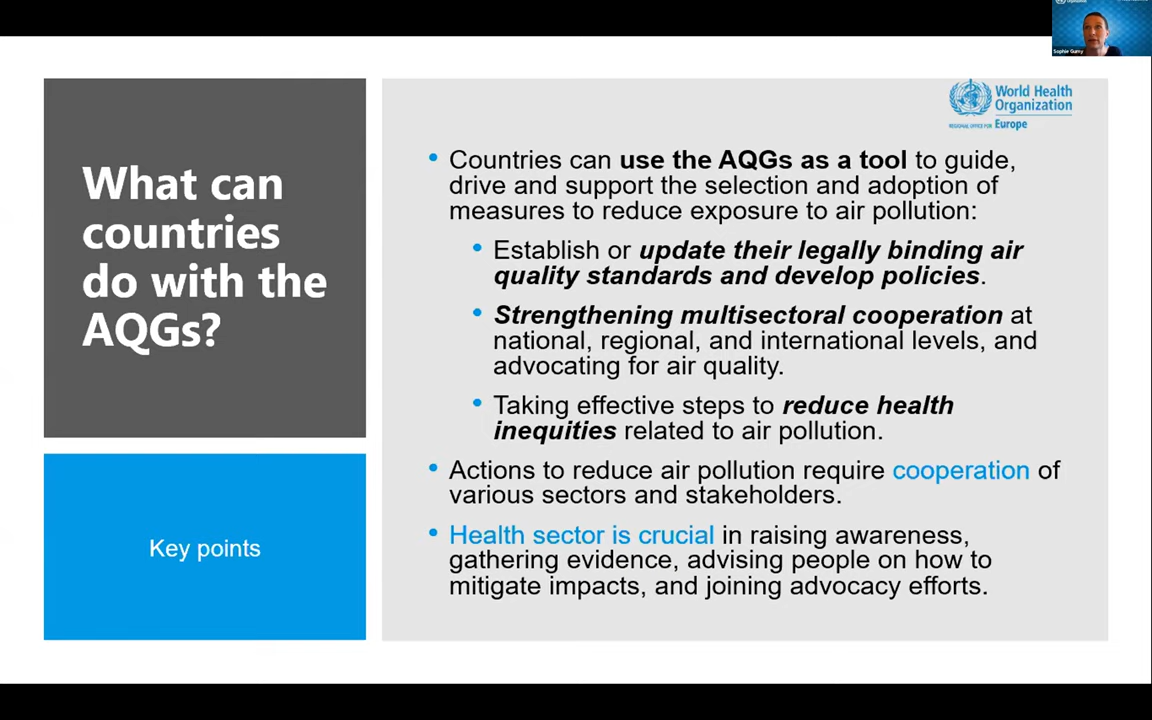 Organization
Sophie Gumy
What can
countries
do with the
AQGs?
Key points
World Health
Organization
REGIONAL OFFICE FOR Europe
• Countries can use the AQGs as a tool to guide,
drive and support the selection and adoption of
measures to reduce exposure to air pollution:
• Establish or update their legally binding air
quality standards and develop policies.
• Strengthening multisectoral cooperation at
national, regional, and international levels, and
advocating for air quality.
• Taking effective steps to reduce health
inequities related to air pollution.
• Actions to reduce air pollution require cooperation of
various sectors and stakeholders.
• Health sector is crucial in raising awareness,
gathering evidence, advising people on how to
mitigate impacts, and joining advocacy efforts.